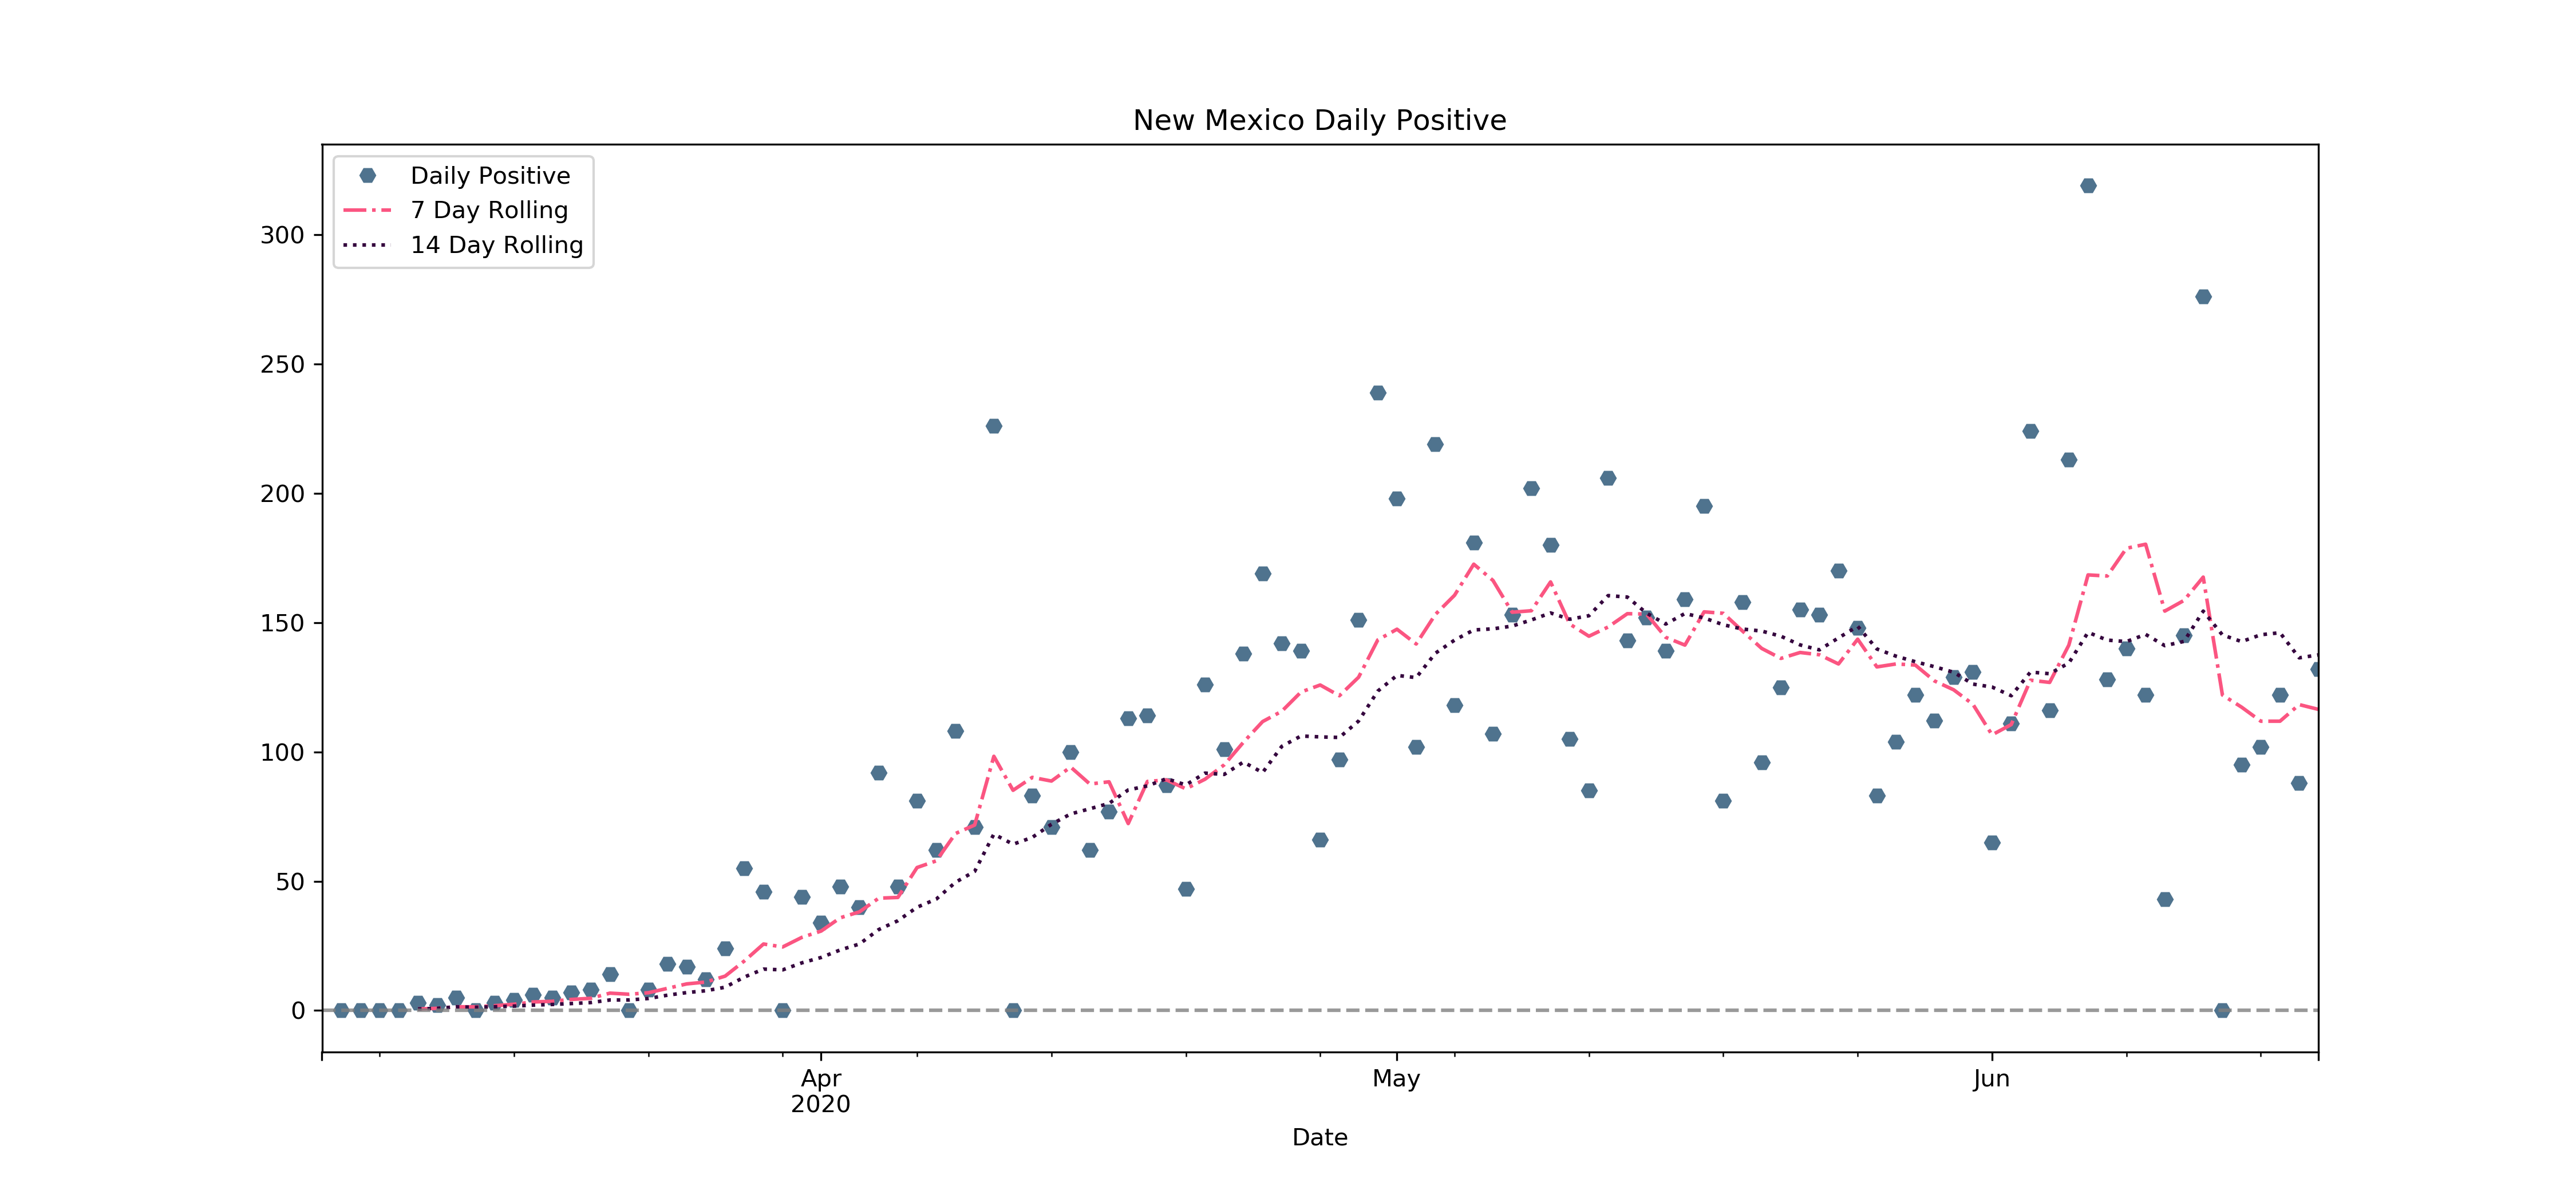 New Mexico Daily Positive
Daily Positive
7 Day Rolling
14 Day Rolling
300
250
200
150
100
50
0
Apr
2020
May
Jun
Date